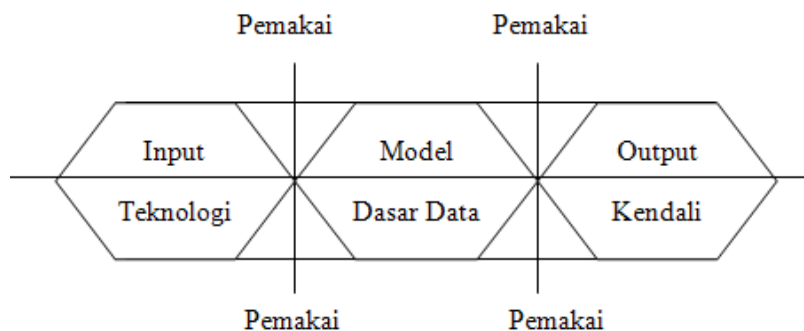 Pemakai Pemakai
Input Model Output
Teknologi Dasar Data Kendali
Pemakai Pemakai